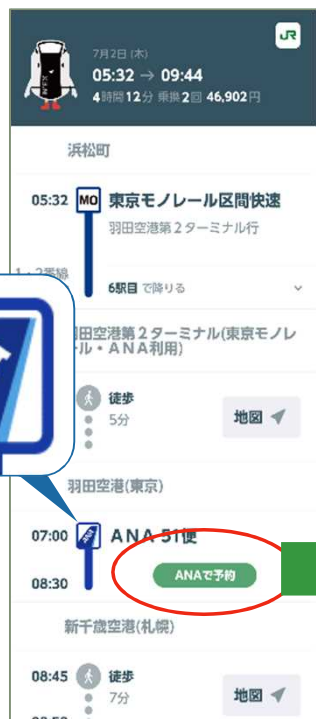 JR
7月2日(木)
05:32 → 09:44
4時間12分 乗換2回 46,902円
浜松町
05:32 MO 東京モノレール区間快速
羽田空港第2ターミナル行
6駅目 で降りる
田空港第2ターミナル(東京モノレ
ール・ANA利用)
徒歩
5分
地図
羽田空港(東京)
07:00 ANA ANA 51便
ANAで予約
08:30
新千歳空港(札幌)
08:45 徒歩
7分
地図